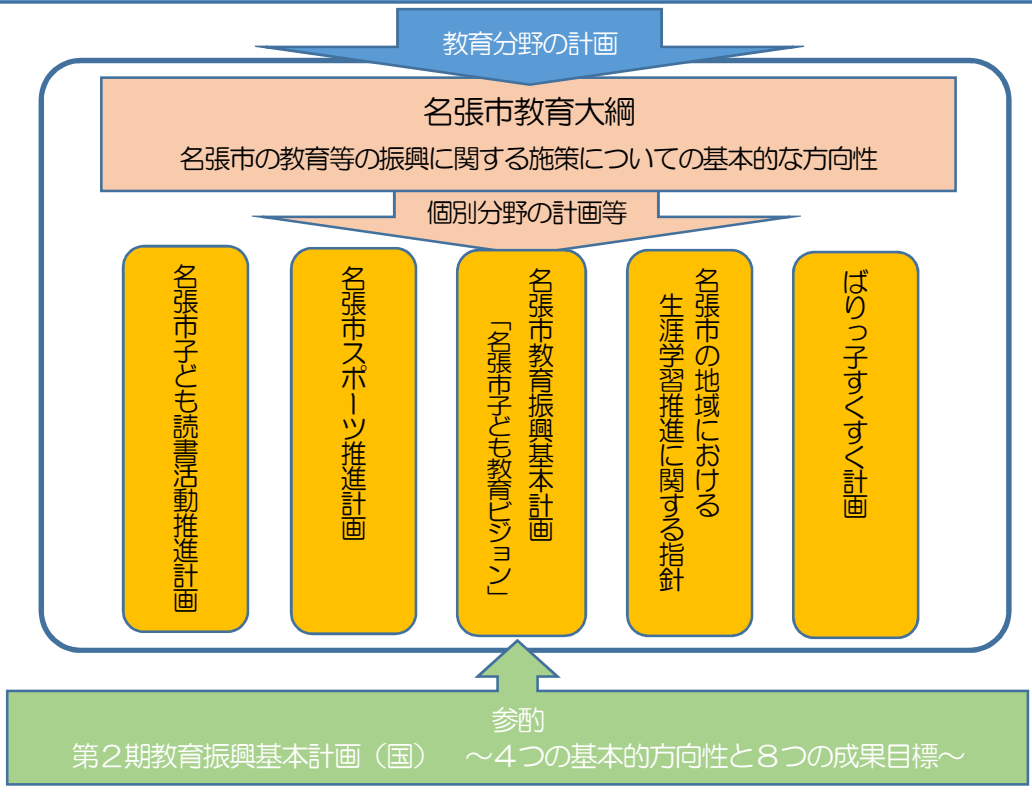 教育分野の計画
名張市教育大綱
名張市の教育等の振興に関する施策についての基本的な方向性
個別分野の計画等
名張市子ども読書活動推進計画
名張市スポーツ推進計画
名張市教育振興基本計画
「名張市子ども教育ビジョン」
名張市の地域における
生涯学習推進に関する指針
ばりっ子すくすく計画
参酌
第２期教育振興基本計画（国）　～４つの基本的方向性と８つの成果目標～